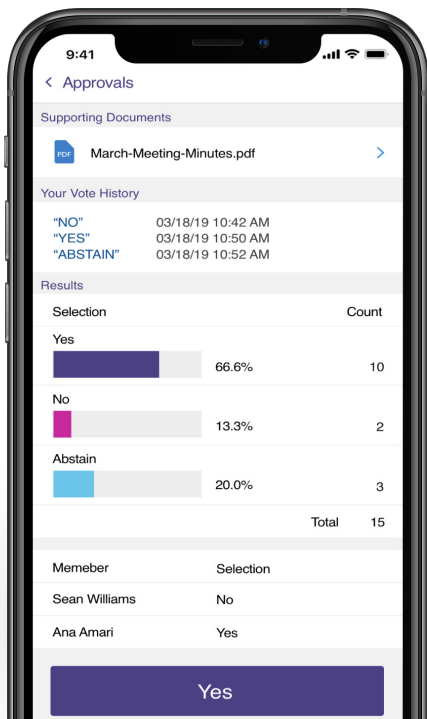 9:41
Approvals
Supporting Documents
PDF March-Meeting-Minutes.pdf
Your Vote History
“NO” 03/18/19 10:42 AM
“YES” 03/18/19 10:50 AM
“ABSTAIN” 03/18/19 10:52 AM
Results
Selection Count
Yes
66.6% 10
No
13.3% 2
Abstain
20.0% 3
Total 15
Memeber Selection
Sean Williams No
Ana Amari Yes
Yes